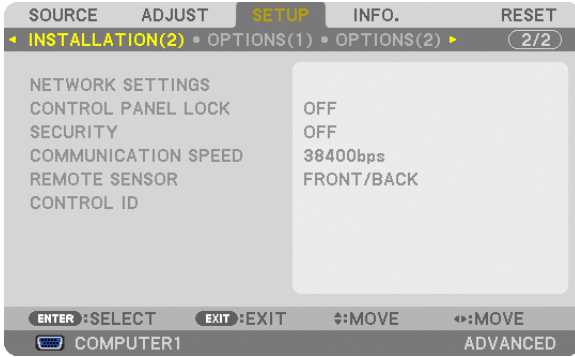 SOURCE ADJUST SETUP INFO. RESET
INSTALLATION(2) • OPTIONS(1) • OPTIONS(2) 2/2
NETWORK SETTINGS
CONTROL PANEL LOCK OFF
SECURITY OFF
COMMUNICATION SPEED 38400bps
REMOTE SENSOR FRONT/BACK
CONTROL ID
ENTER :SELECT EXIT :EXIT :MOVE :MOVE
COMPUTER1 ADVANCED